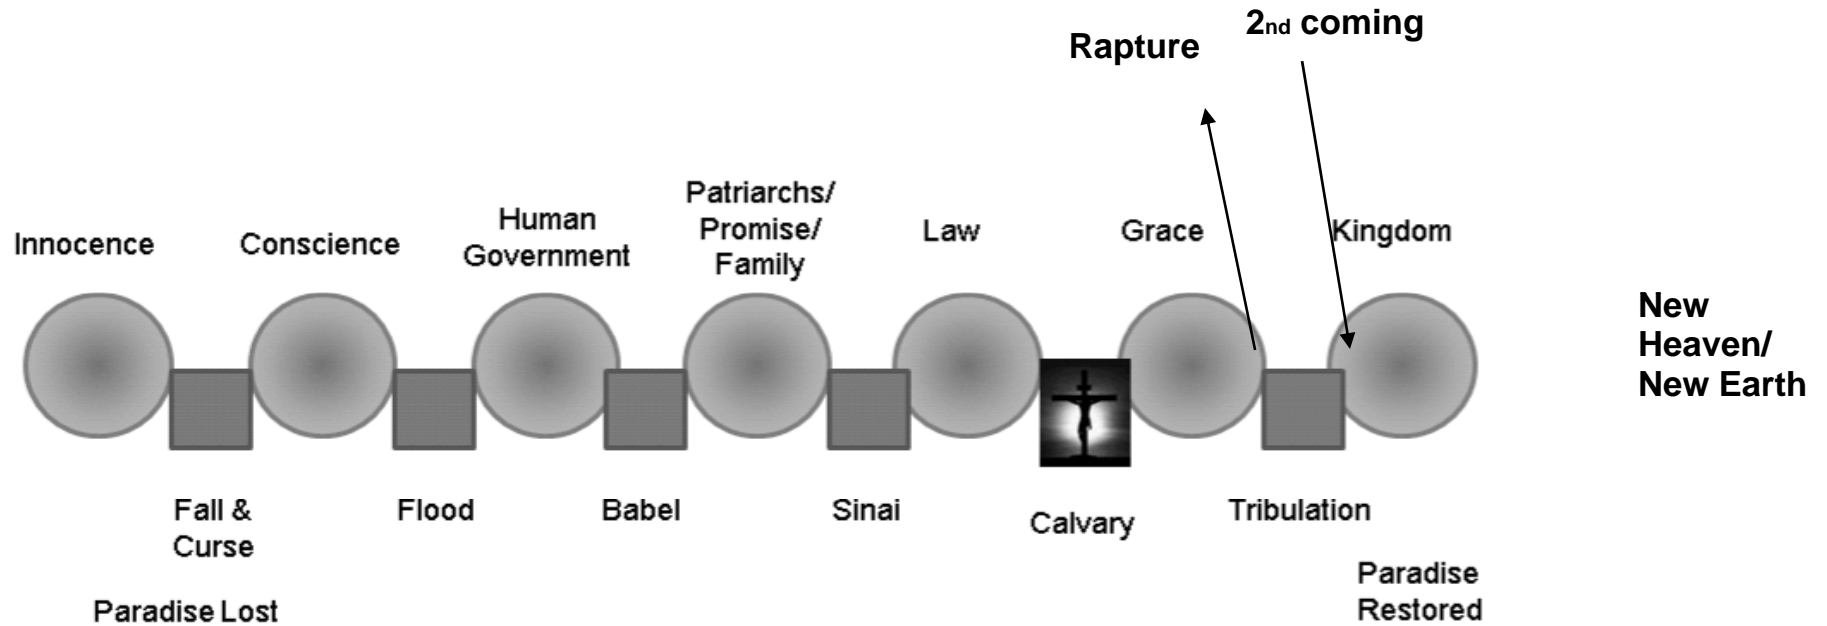 Rapture
2nd coming
Innocence
Conscience
Human
Government
Patriarchs/
Promise/
Family
Law
Grace
Kingdom
New
Heaven/
New Earth
Fall &
Curse
Flood
Babel
Sinai
Calvary
Tribulation
Paradise Lost
Paradise
Restored